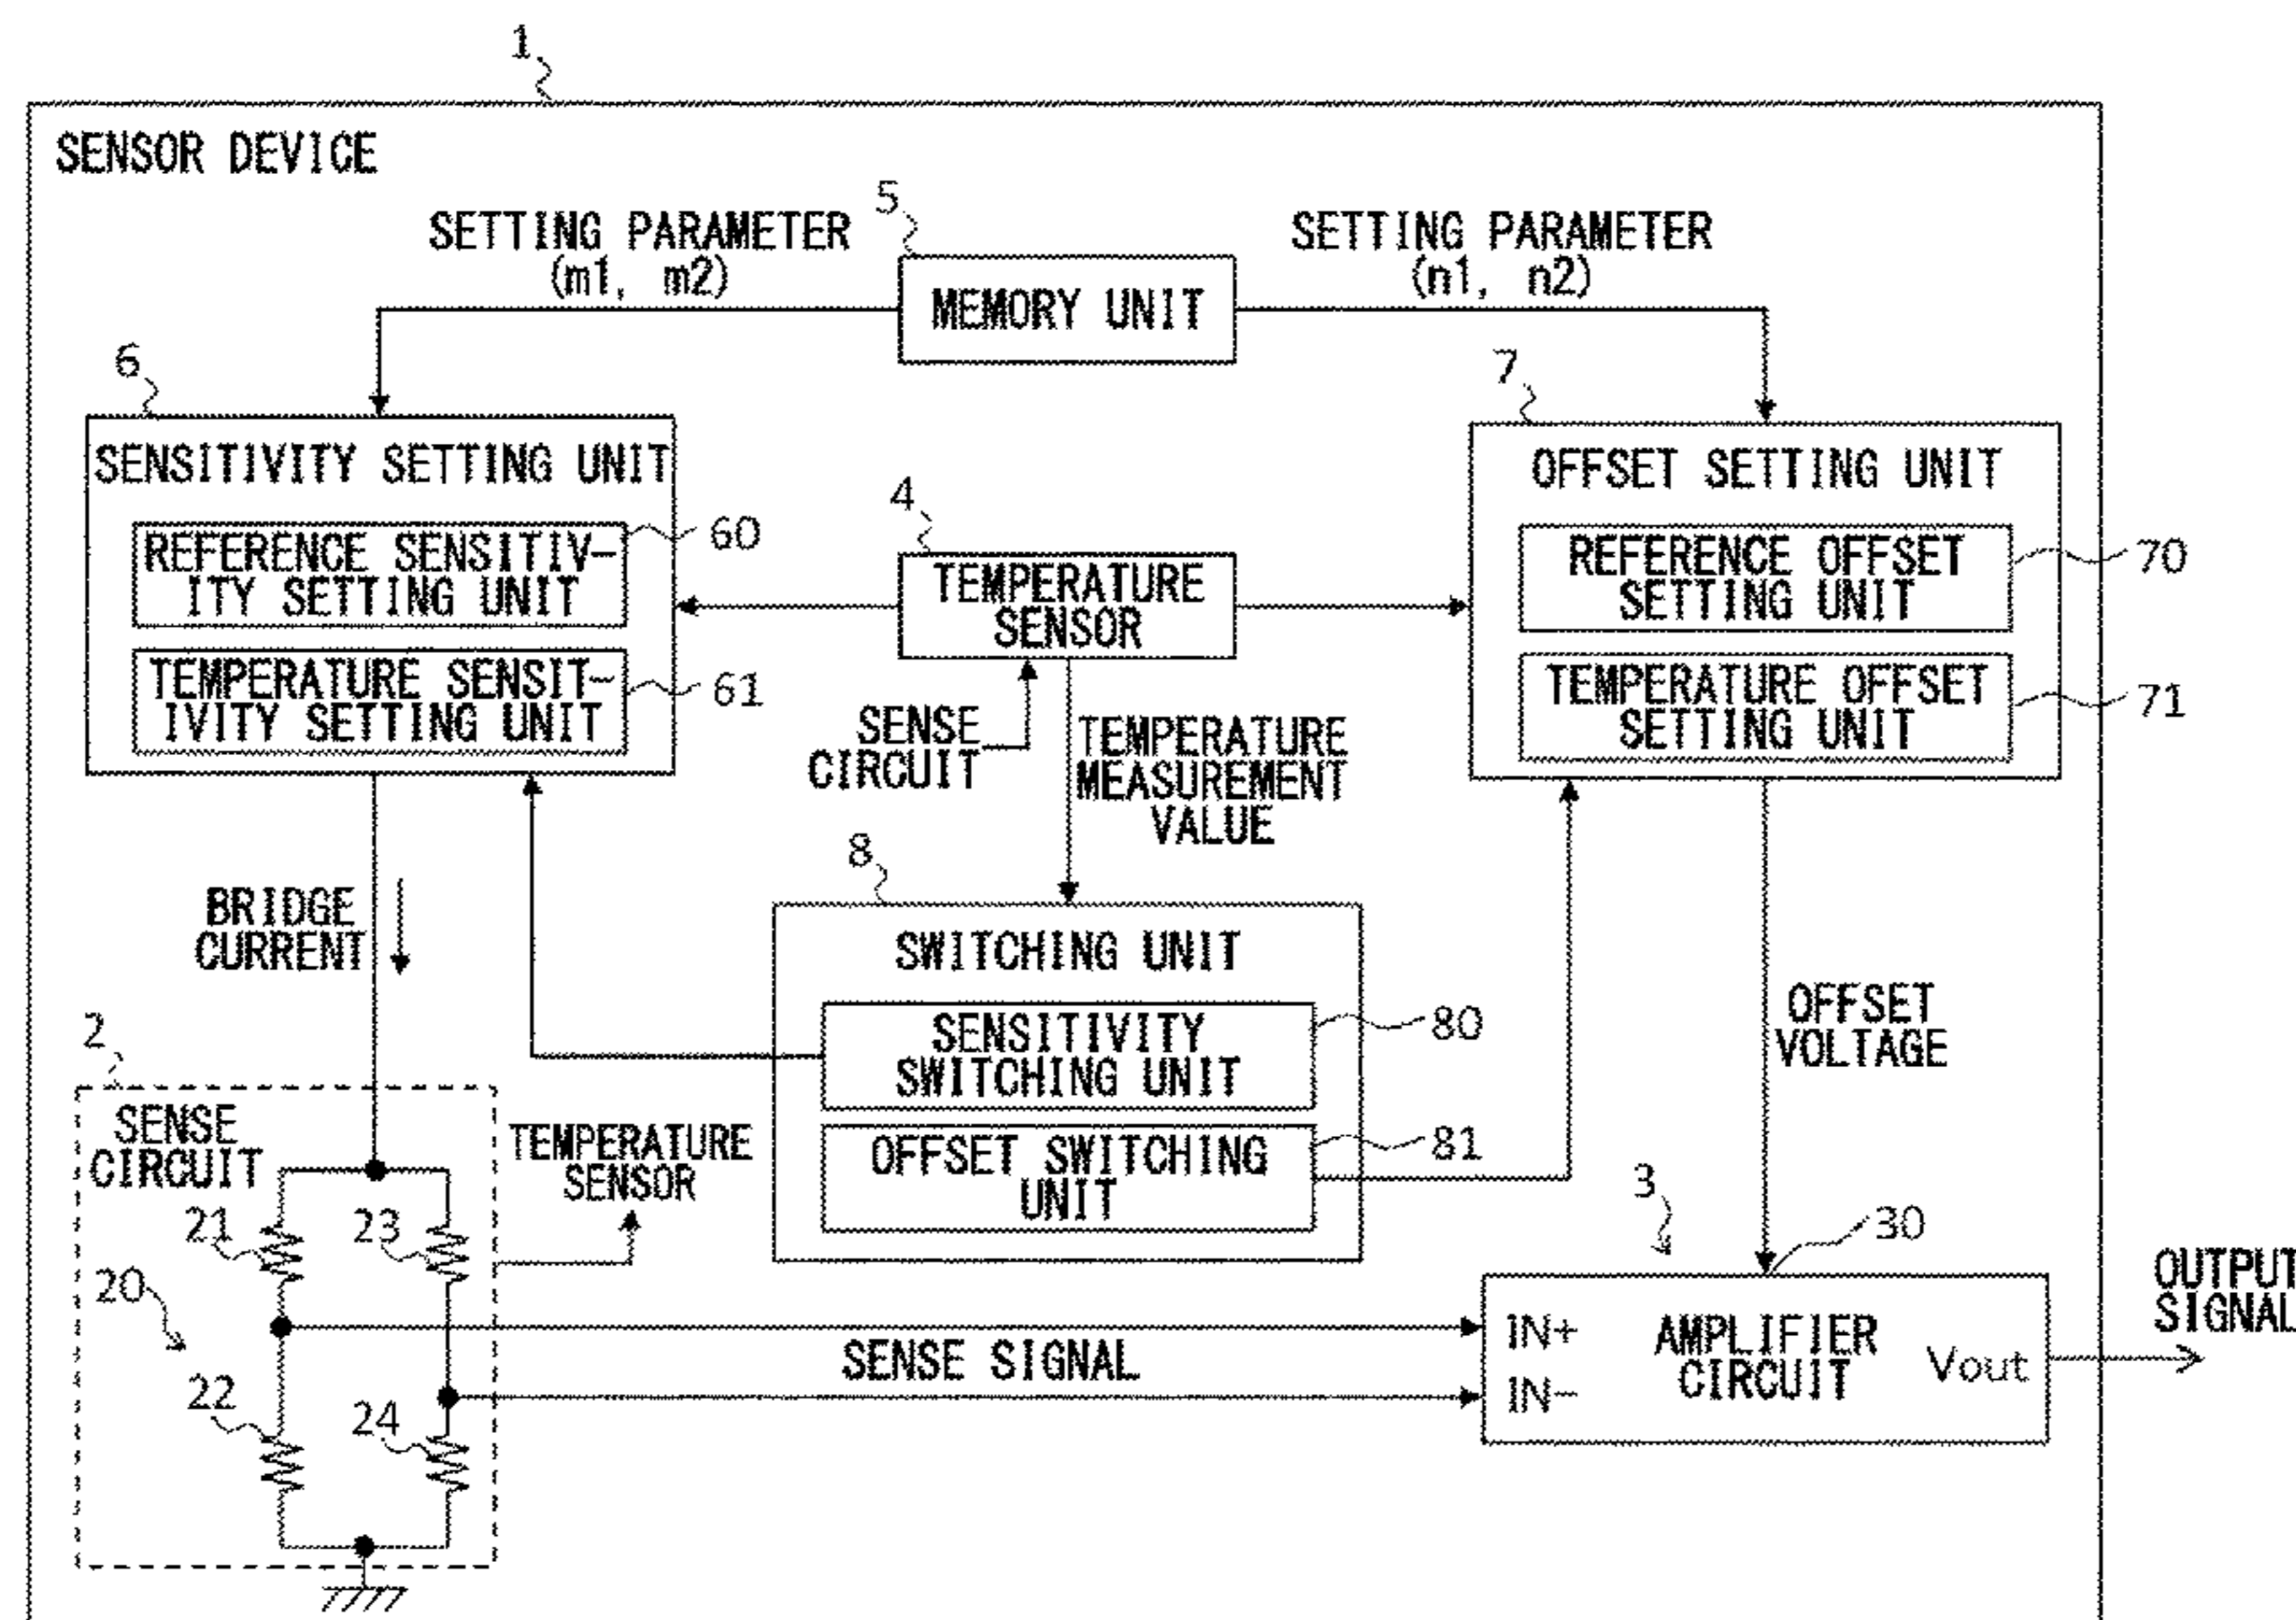 1
SENSOR DEVICE
SETTING PARAMETER
(m1, m2)
5
MEMORY UNIT
SETTING PARAMETER
(n1, n2)
6
SENSITIVITY SETTING UNIT
REFERENCE SENSITIV-
ITY SETTING UNIT
60
TEMPERATURE SENSIT-
IVITY SETTING UNIT
61
4
TEMPERATURE
SENSOR
SENSE
CIRCUIT
TEMPERATURE
MEASUREMENT
VALUE
7
OFFSET SETTING UNIT
REFERENCE OFFSET
SETTING UNIT
70
TEMPERATURE OFFSET
SETTING UNIT
71
BRIDGE
CURRENT
8
SWITCHING UNIT
SENSITIVITY
SWITCHING UNIT
80
OFFSET SWITCHING
UNIT
81
OFFSET
VOLTAGE
2
SENSE
CIRCUIT
TEMPERATURE
SENSOR
21
23
20
22
24
SENSE SIGNAL
3
30
IN+
IN-
AMPLIFIER
CIRCUIT
Vout
OUTPUT
SIGNAL